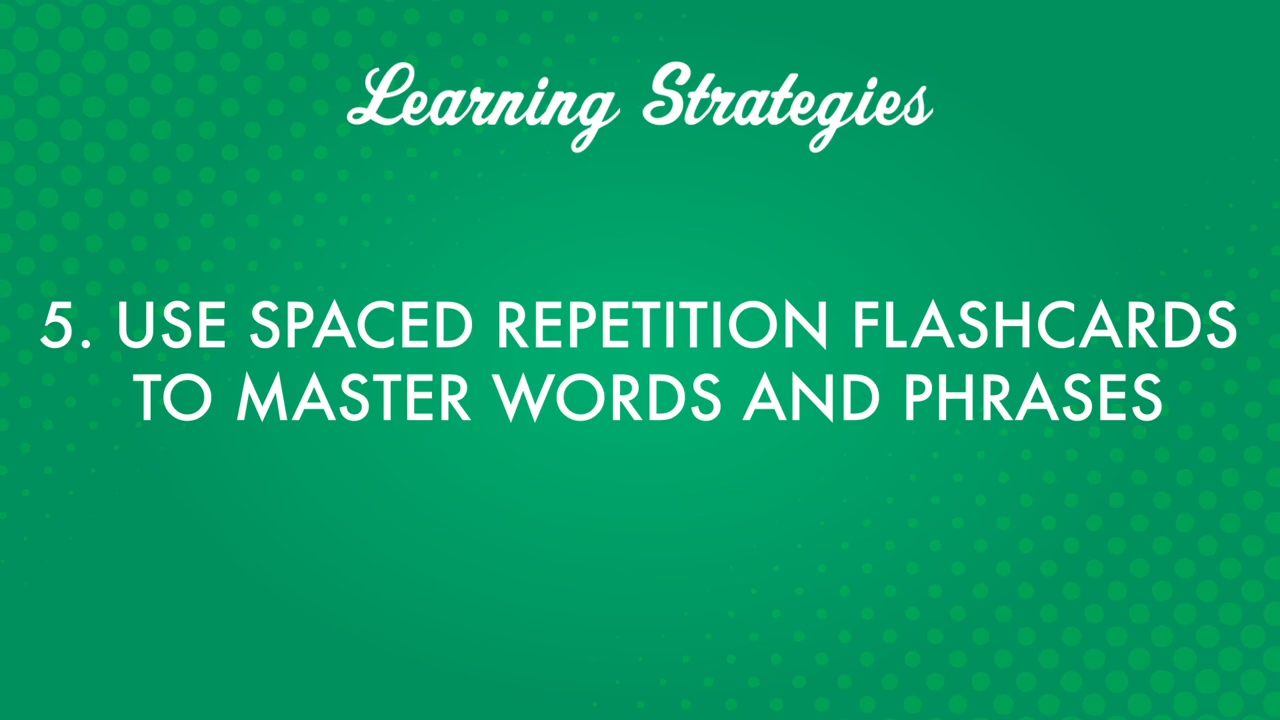 Learning Strategies
5. USE SPACED REPETITION FLASHCARDS
TO MASTER WORDS AND PHRASES